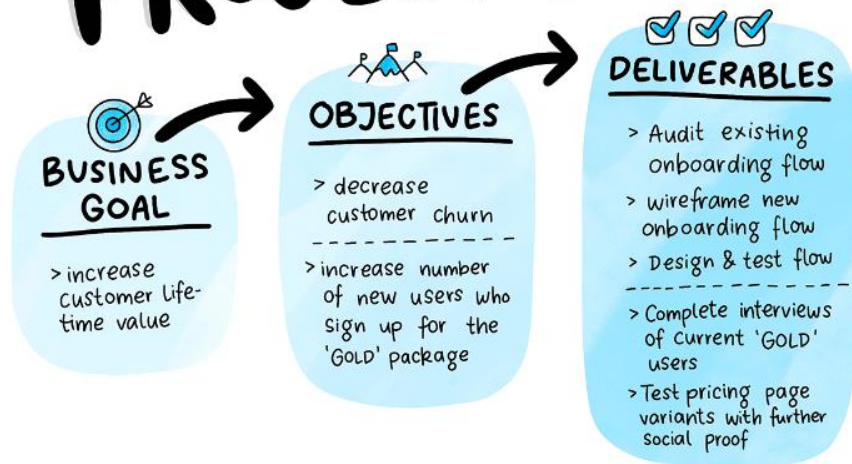 BUSINESS
GOAL
> increase
customer life-
time value
OBJECTIVES
> decrease
customer churn
> increase number
of new users who
sign up for the
'GOLD' package
DELIVERABLES
> Audit existing
onboarding flow
> wireframe new
onboarding flow
> Design & test flow
> Complete interviews
of current 'GOLD'
users
> Test pricing page
variants with further
social proof